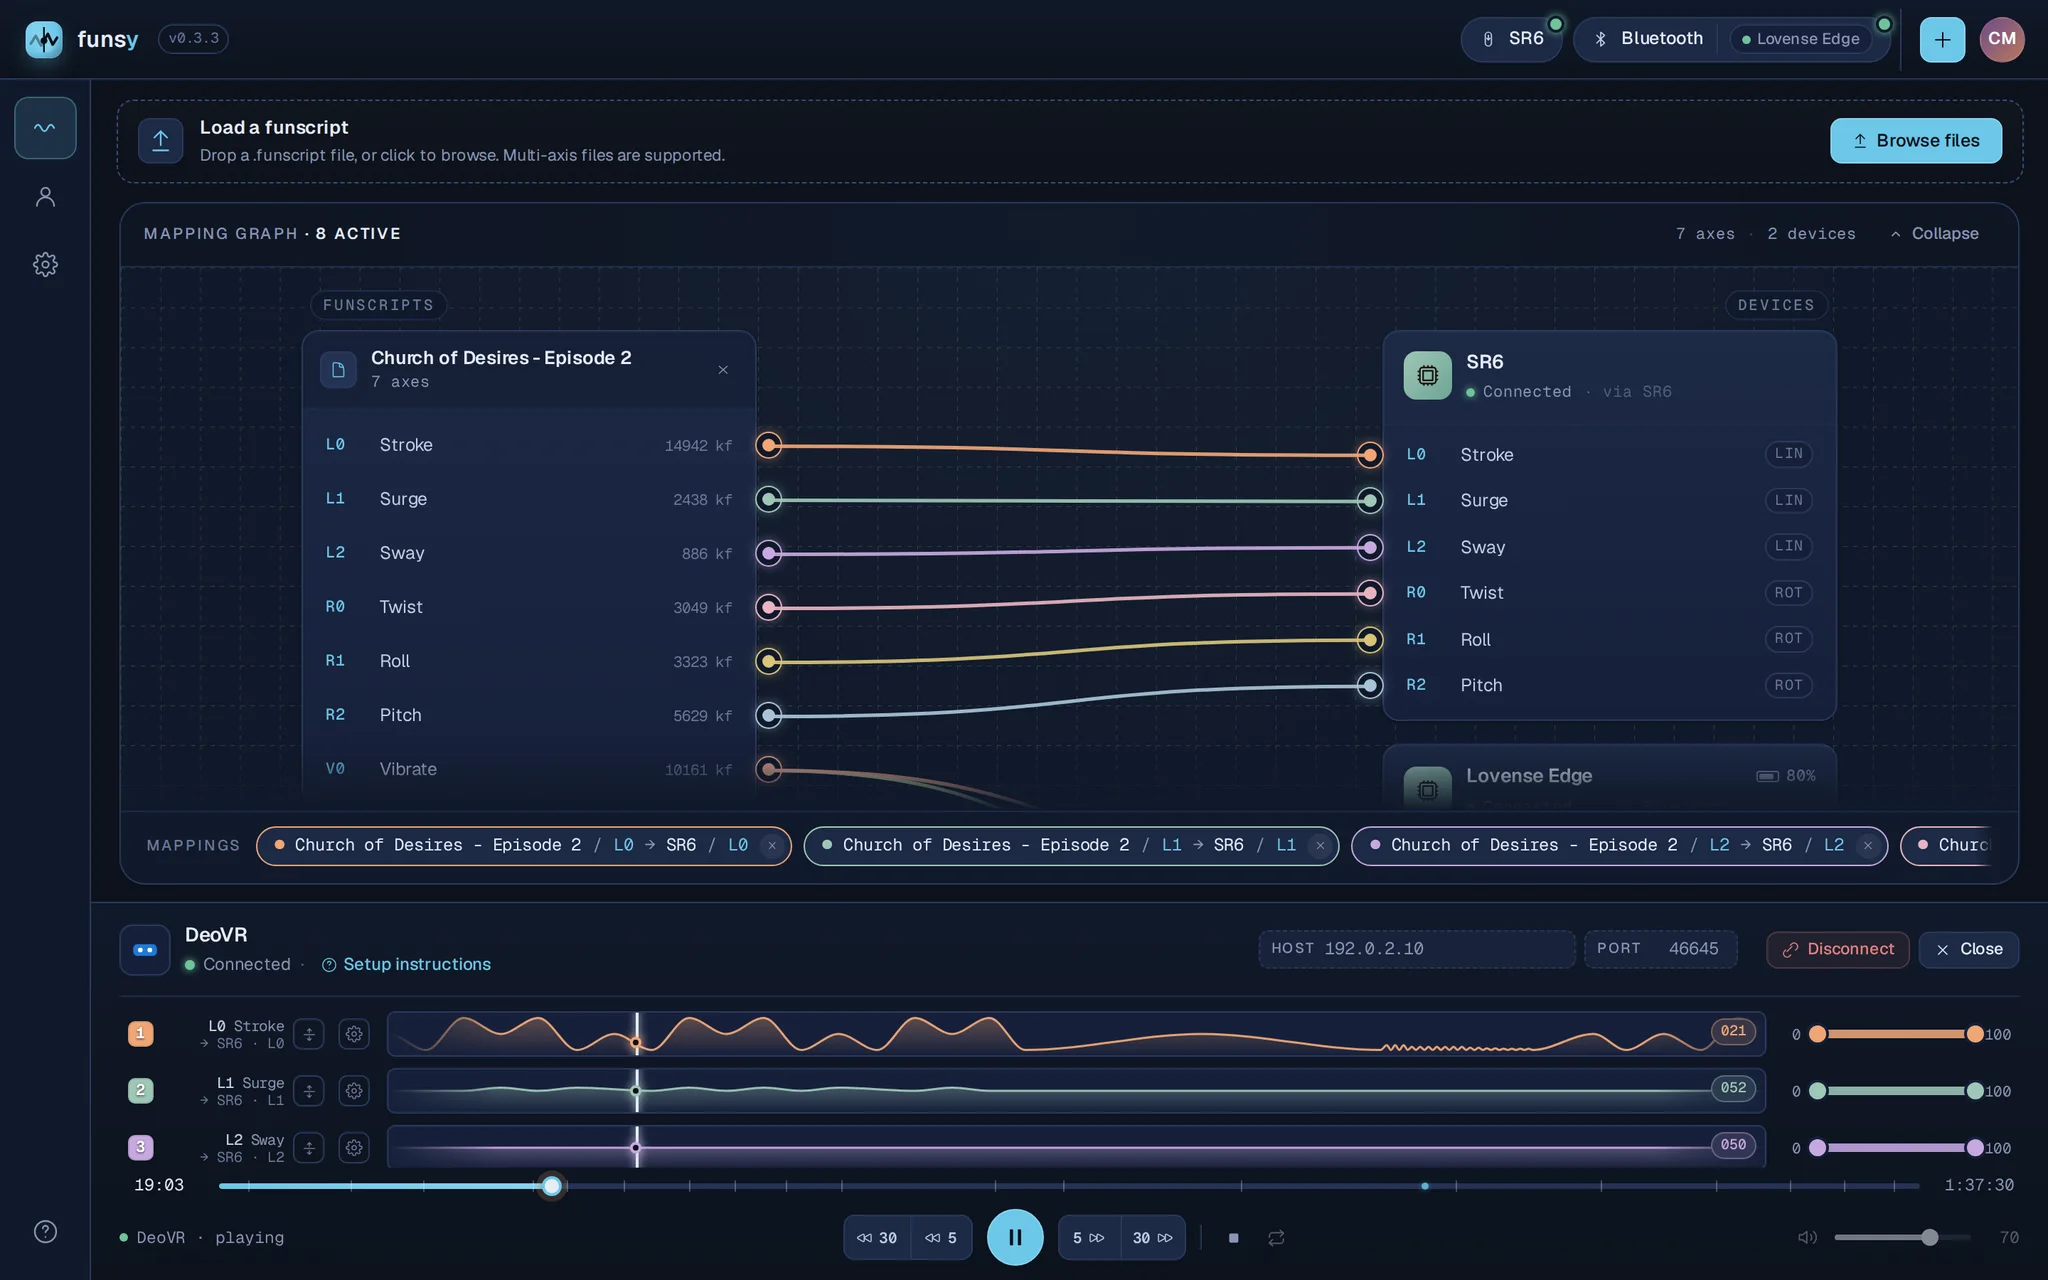 funsy v0.3.3
SR6 Bluetooth Lovense Edge CM
Load a funscript
Drop a .funscript file, or click to browse. Multi-axis files are supported.
Browse files
MAPPING GRAPH · 8 ACTIVE
7 axes · 2 devices Collapse
FUNSCRIPTS
Church of Desires - Episode 2
7 axes
L0 Stroke 14942 kf
L1 Surge 2438 kf
L2 Sway 886 kf
R0 Twist 3049 kf
R1 Roll 3323 kf
R2 Pitch 5629 kf
V0 Vibrate 10161 kf
DEVICES
SR6
Connected · via SR6
L0 Stroke LIN
L1 Surge LIN
L2 Sway LIN
R0 Twist ROT
R1 Roll ROT
R2 Pitch ROT
Lovense Edge 80%
MAPPINGS Church of Desires - Episode 2 / L0 → SR6 / L0 × Church of Desires - Episode 2 / L1 → SR6 / L1 × Church of Desires - Episode 2 / L2 → SR6 / L2 ×
DeoVR
Connected · Setup instructions
HOST 192.0.2.10 PORT 46645 Disconnect Close
1 L0 Stroke
→ SR6 · L0
021 0 100
2 L1 Surge
→ SR6 · L1
052 0 100
3 L2 Sway
→ SR6 · L2
050 0 100
19:03 1:37:30
DeoVR · playing
30 5 5 30
70